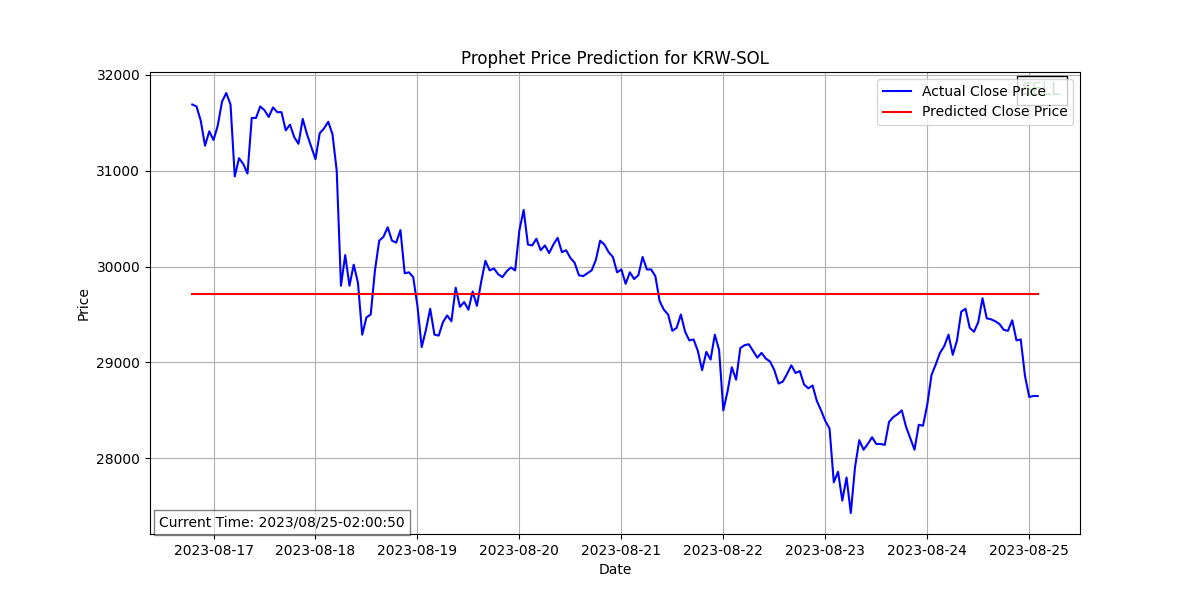 Prophet Price Prediction for KRW-SOL
SELL
Actual Close Price
Predicted Close Price
Price
32000
31000
30000
29000
28000
Current Time: 2023/08/25-02:00:50
2023-08-17 2023-08-18 2023-08-19 2023-08-20 2023-08-21 2023-08-22 2023-08-23 2023-08-24 2023-08-25
Date